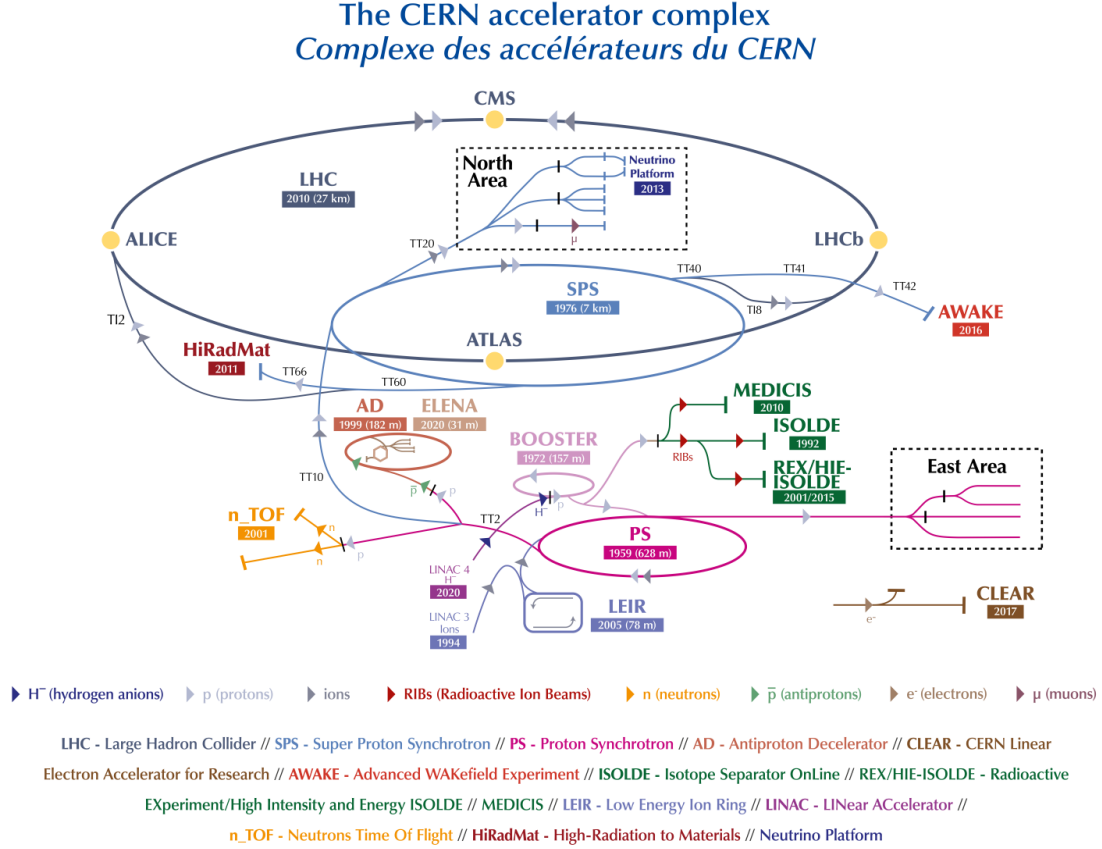 The CERN accelerator complex
Complexe des accélérateurs du CERN
CMS
North
Area
Neutrino
Platform
2013
LHC
2010 (27 km)
μ
ALICE
LHCb
TT20
TT40
TT41
SPS
1976 (7 km)
TT42
TI8
AWAKE
2016
TI2
ATLAS
HiRadMat
2011
TT66
TT60
MEDICIS
2010
AD
1999 (182 m)
ELENA
2020 (31 m)
ISOLDE
1992
BOOSTER
1972 (157 m)
RIBs
REX/HIE-
ISOLDE
2001/2015
East Area
TT10
p̅
p
H⁻
p
n_TOF
2001
n
n
p
TT2
PS
1959 (628 m)
LINAC 4
H⁻
2020
LINAC 3
Ions
1994
LEIR
2005 (78 m)
CLEAR
2017
e⁻
H⁻ (hydrogen anions)
p (protons)
ions
RIBs (Radioactive Ion Beams)
n (neutrons)
p̅ (antiprotons)
e⁻ (electrons)
μ (muons)
LHC - Large Hadron Collider // SPS - Super Proton Synchrotron // PS - Proton Synchrotron // AD - Antiproton Decelerator // CLEAR - CERN Linear
Electron Accelerator for Research // AWAKE - Advanced WAKefield Experiment // ISOLDE - Isotope Separator OnLine // REX/HIE-ISOLDE - Radioactive
EXperiment/High Intensity and Energy ISOLDE // MEDICIS // LEIR - Low Energy Ion Ring // LINAC - LINear ACcelerator //
n_TOF - Neutrons Time Of Flight // HiRadMat - High-Radiation to Materials // Neutrino Platform